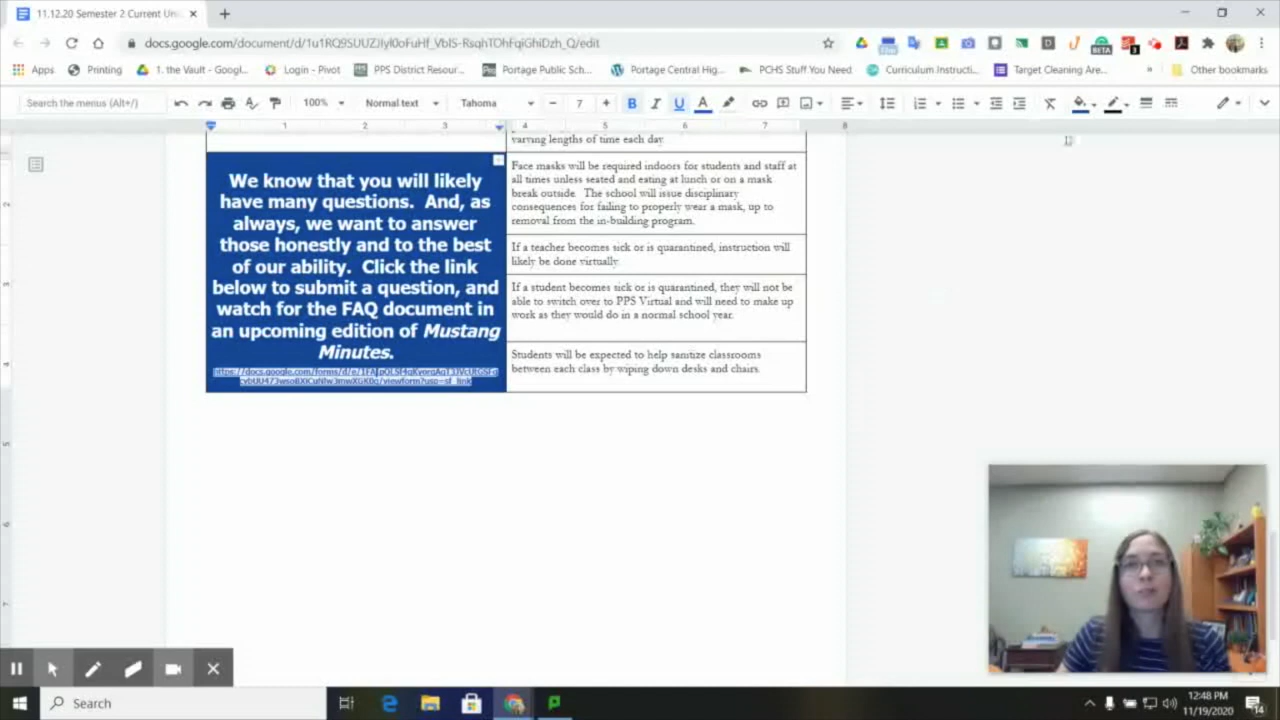 11.12.20 Semester 2 Current Un
docs.google.com/document/d/
Apps
Printing
1. the Vault - Googl...
Login - Pivot
PPS District Resour...
Portage Public Sch...
Portage Central Hig...
PCHS Stuff You Need
Curriculum Instructi...
Target Cleaning Are...
»
Other bookmarks
Search the menus (Alt+/)
100%
Normal text
Tahoma
7
B
I
U
A
1
2
3
4
5
6
7
8
varying lengths of time each day.
We know that you will likely
have many questions. And, as
always, we want to answer
those honestly and to the best
of our ability. Click the link
below to submit a question, and
watch for the FAQ document in
an upcoming edition of Mustang
Minutes.
Face masks will be required indoors for students and staff at
all times unless seated and eating at lunch or on a mask
break outside. The school will issue disciplinary
consequences for failing to properly wear a mask, up to
removal from the in-building program.
If a teacher becomes sick or is quarantined, instruction will
likely be done virtually.
If a student becomes sick or is quarantined, they will not be
able to switch over to PPS Virtual and will need to make up
work as they would do in a normal school year.
Students will be expected to help sanitize classrooms
between each class by wiping down desks and chairs.
BETA
Search
12:48 PM
11/19/2020
14